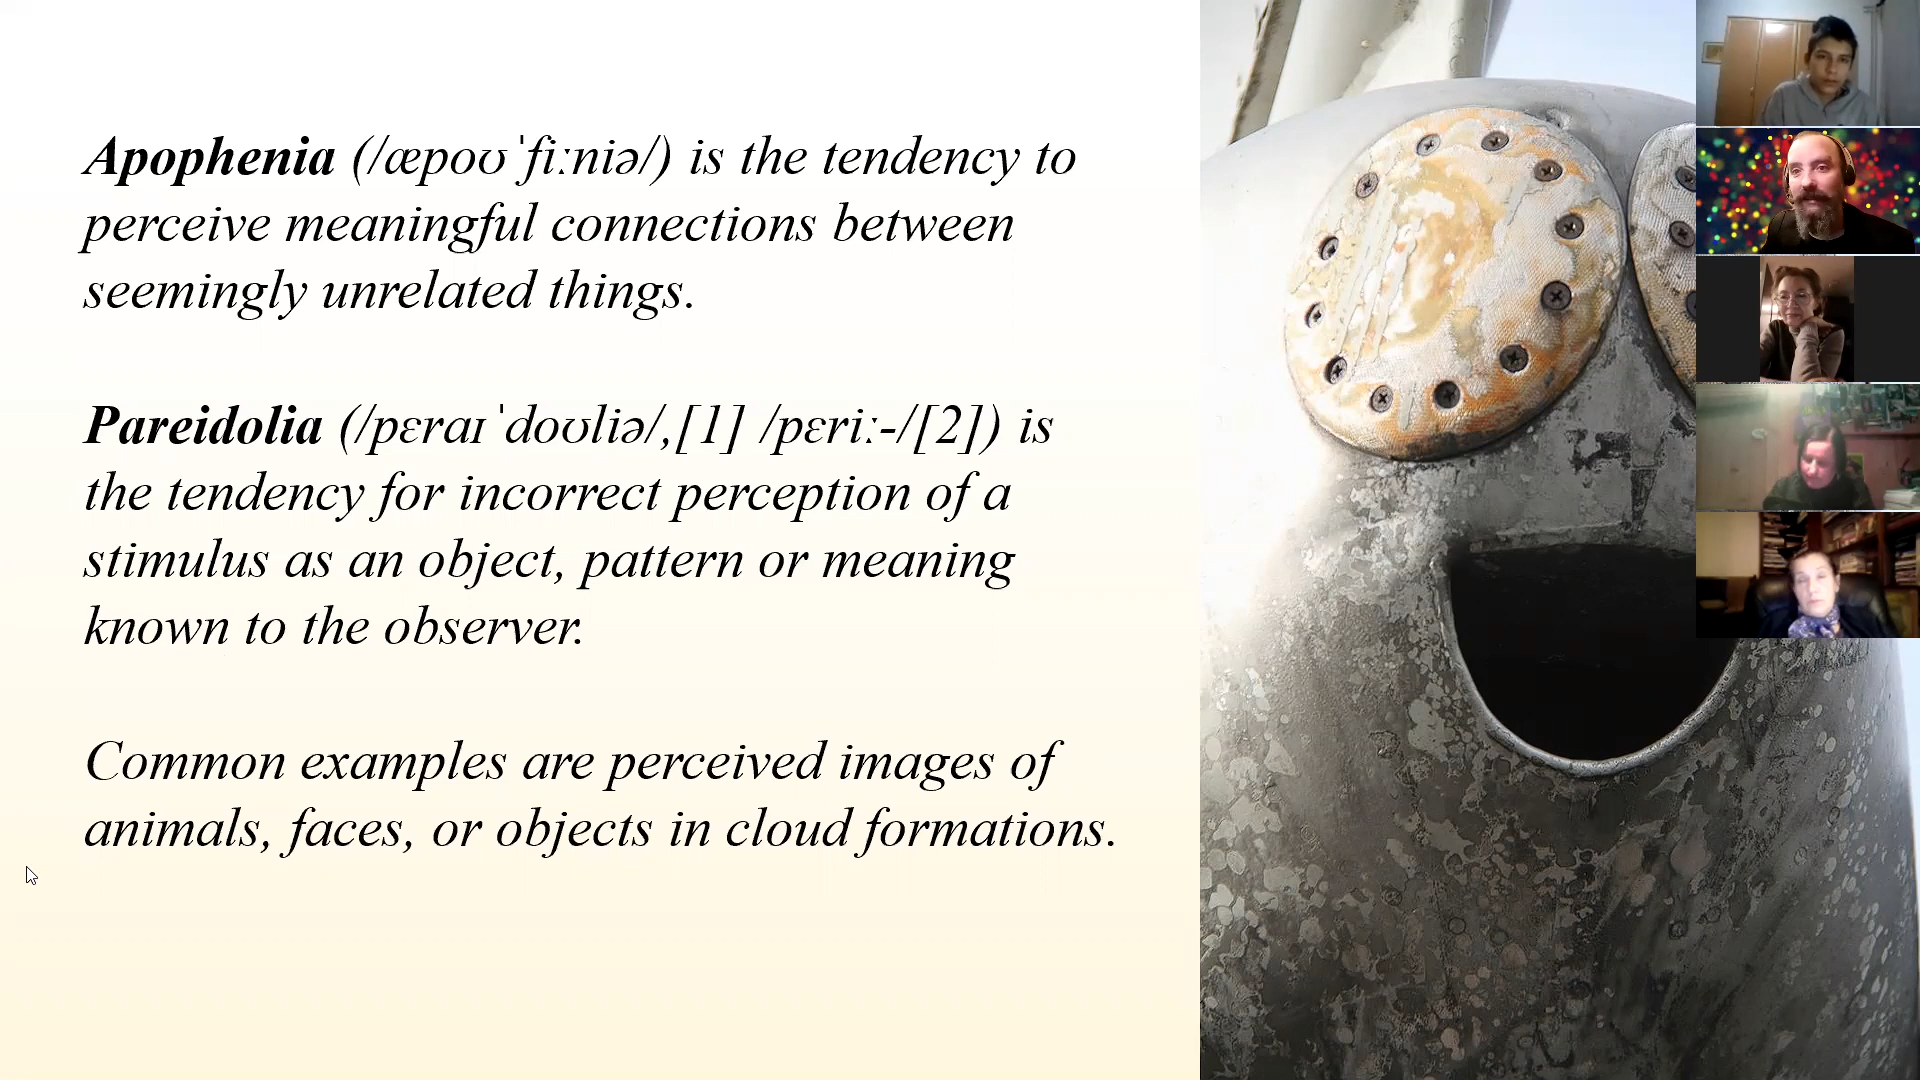 Apophenia (/æpoʊˈfiːniə/) is the tendency to
perceive meaningful connections between
seemingly unrelated things.
Pareidolia (/pɛraɪˈdoʊliə/,[1] /pɛriː-/[2]) is
the tendency for incorrect perception of a
stimulus as an object, pattern or meaning
known to the observer.
Common examples are perceived images of
animals, faces, or objects in cloud formations.